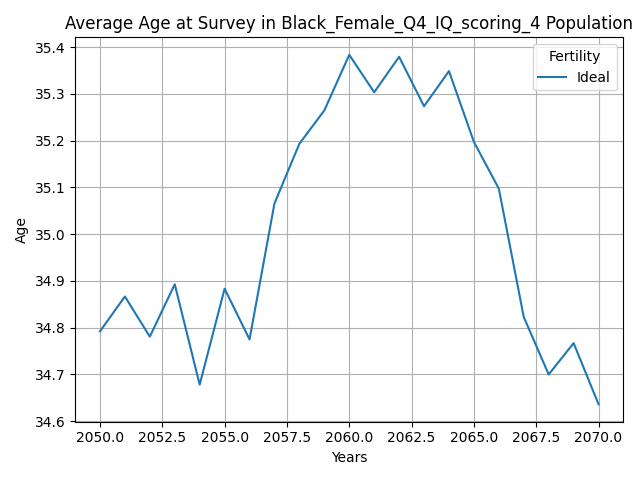 Average Age at Survey in Black_Female_Q4_IQ_scoring_4 Population
Fertility
Ideal
35.4
35.3
35.2
35.1
35.0
34.9
34.8
34.7
34.6
Age
2050.0 2052.5 2055.0 2057.5 2060.0 2062.5 2065.0 2067.5 2070.0
Years